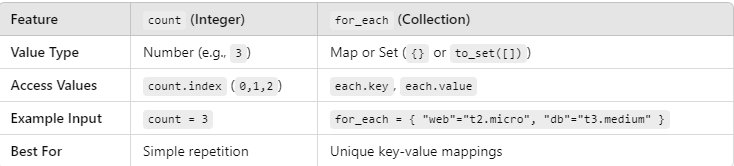 Feature count (Integer) for_each (Collection)
Value Type Number (e.g., 3 ) Map or Set ( {} or to_set([]) )
Access Values count.index ( 0,1,2 ) each.key , each.value
Example Input count = 3 for_each = { "web"="t2.micro", "db"="t3.medium" }
Best For Simple repetition Unique key-value mappings